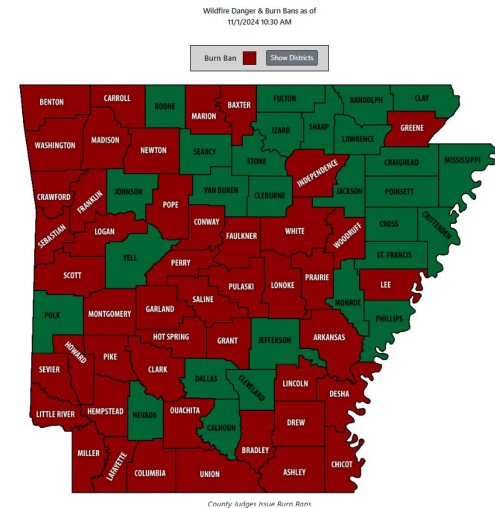 Wildfire Danger & Burn Bans as of
11/1/2024 10:30 AM
Burn Ban
Show Districts
BENTON
CARROLL
BOONE
MARION
BAXTER
FULTON
RANDOLPH
CLAY
GREENE
WASHINGTON
MADISON
NEWTON
SEARCY
STONE
IZARD
SHARP
LAWRENCE
CRAIGHEAD
MISSISSIPPI
INDEPENDENCE
CRAWFORD
FRANKLIN
JOHNSON
POPE
VAN BUREN
CLEBURNE
JACKSON
POINSETT
SEBASTIAN
LOGAN
CONWAY
FAULKNER
WHITE
WOODRUFF
CROSS
CRITTENDEN
YELL
PERRY
ST. FRANCIS
SCOTT
PULASKI
LONOKE
PRAIRIE
LEE
POLK
MONTGOMERY
GARLAND
SALINE
MONROE
PHILLIPS
HOT SPRING
GRANT
JEFFERSON
ARKANSAS
HOWARD
PIKE
SEVIER
CLARK
DALLAS
CLEVELAND
LINCOLN
DESHA
LITTLE RIVER
HEMPSTEAD
NEVADA
OUACHITA
CALHOUN
DREW
MILLER
LAFAYETTE
COLUMBIA
UNION
BRADLEY
ASHLEY
CHICOT
County Judges Issue Burn Bans